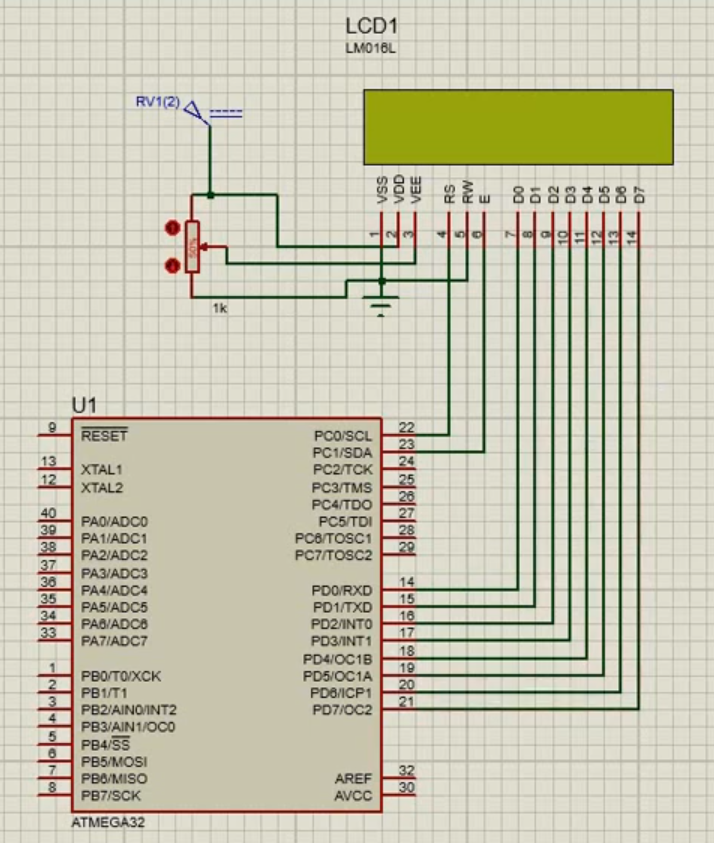 LCD1
LM016L
RV1(2)
VSS VDD VEE RS RW E D0 D1 D2 D3 D4 D5 D6 D7
1 2 3 4 5 6 7 8 9 10 11 12 13 14
50%
1k
U1
9 RESET PC0/SCL 22
PC1/SDA 23
13 XTAL1 PC2/TCK 24
12 XTAL2 PC3/TMS 25
PC4/TDO 26
40 PA0/ADC0 PC5/TDI 27
39 PA1/ADC1 PC6/TOSC1 28
38 PA2/ADC2 PC7/TOSC2 29
37 PA3/ADC3
36 PA4/ADC4 PD0/RXD 14
35 PA5/ADC5 PD1/TXD 15
34 PA6/ADC6 PD2/INT0 16
33 PA7/ADC7 PD3/INT1 17
PD4/OC1B 18
1 PB0/T0/XCK PD5/OC1A 19
2 PB1/T1 PD6/ICP1 20
3 PB2/AIN0/INT2 PD7/OC2 21
4 PB3/AIN1/OC0
5 PB4/SS
6 PB5/MOSI
7 PB6/MISO AREF 32
8 PB7/SCK AVCC 30
ATMEGA32